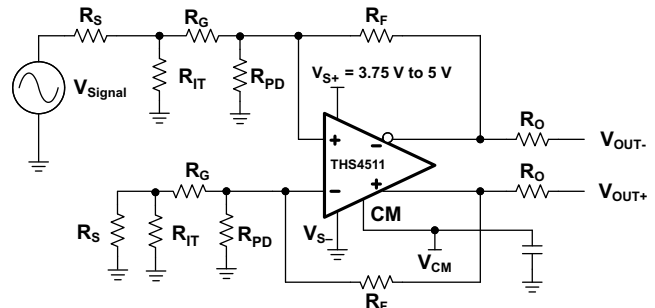 RS
RG
RF
VSignal
RIT
RPD
VS+ = 3.75 V to 5 V
+
−
THS4511
−
+
CM
RO
VOUT-
RO
VOUT+
RG
RS
RIT
RPD
VS−
VCM
RF